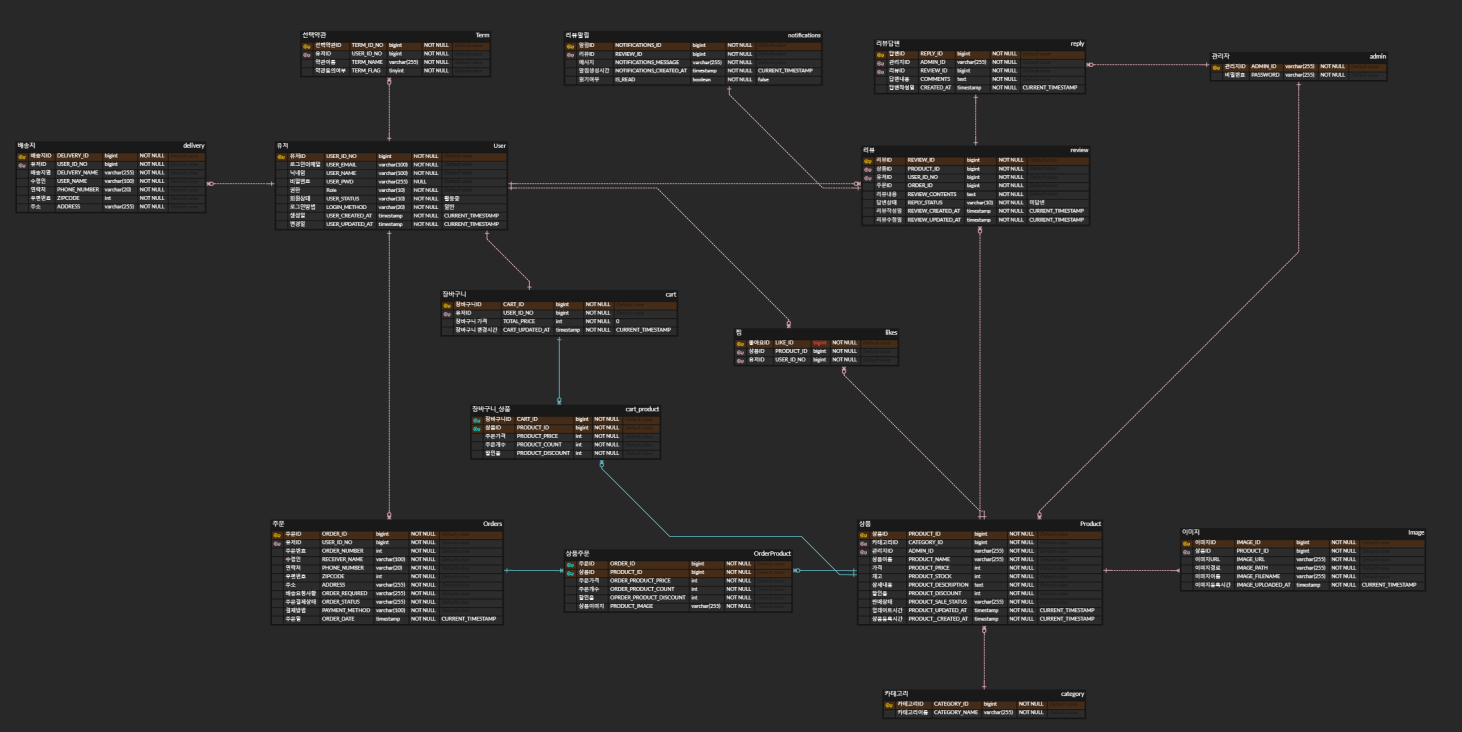 선택약관 Term
선택약관ID TERM_ID_NO bigint NOT NULL
유저ID USER_ID_NO bigint NOT NULL
약관이름 TERM_NAME varchar(255) NOT NULL
약관동의여부 TERM_FLAG tinyint NOT NULL
리뷰알림 notifications
알림ID NOTIFICATIONS_ID bigint NOT NULL
리뷰ID REVIEW_ID bigint NOT NULL
메시지 NOTIFICATIONS_MESSAGE varchar(255) NOT NULL
알림생성시간 NOTIFICATIONS_CREATED_AT timestamp NOT NULL CURRENT_TIMESTAMP
읽기여부 IS_READ boolean NOT NULL false
리뷰답변 reply
답변ID REPLY_ID bigint NOT NULL
관리자ID ADMIN_ID varchar(255) NOT NULL
리뷰ID REVIEW_ID bigint NOT NULL
답변내용 COMMENTS text NOT NULL
답변작성일 CREATED_AT timestamp NOT NULL CURRENT_TIMESTAMP
관리자 admin
관리자ID ADMIN_ID varchar(255) NOT NULL
비밀번호 PASSWORD varchar(255) NOT NULL
배송지 delivery
배송지ID DELIVERY_ID bigint NOT NULL
유저ID USER_ID_NO bigint NOT NULL
배송지명 DELIVERY_NAME varchar(255) NOT NULL
수령인 USER_NAME varchar(100) NOT NULL
연락처 PHONE_NUMBER varchar(20) NOT NULL
우편번호 ZIPCODE int NOT NULL
주소 ADDRESS varchar(255) NOT NULL
유저 User
유저ID USER_ID_NO bigint NOT NULL
로그인이메일 USER_EMAIL varchar(100) NOT NULL
닉네임 USER_NAME varchar(100) NOT NULL
비밀번호 USER_PWD varchar(255) NULL
권한 Role varchar(10) NOT NULL
회원상태 USER_STATUS varchar(10) NOT NULL 활동중
로그인방법 LOGIN_METHOD varchar(20) NOT NULL 일반
생성일 USER_CREATED_AT timestamp NOT NULL CURRENT_TIMESTAMP
변경일 USER_UPDATED_AT timestamp NOT NULL CURRENT_TIMESTAMP
리뷰 review
리뷰ID REVIEW_ID bigint NOT NULL
상품ID PRODUCT_ID bigint NOT NULL
유저ID USER_ID_NO bigint NOT NULL
주문ID ORDER_ID bigint NOT NULL
리뷰내용 REVIEW_CONTENTS text NOT NULL
답변상태 REPLY_STATUS varchar(10) NOT NULL 미답변
리뷰작성일 REVIEW_CREATED_AT timestamp NOT NULL CURRENT_TIMESTAMP
리뷰수정일 REVIEW_UPDATED_AT timestamp NOT NULL CURRENT_TIMESTAMP
장바구니 cart
장바구니ID CART_ID bigint NOT NULL
유저ID USER_ID_NO bigint NOT NULL
장바구니 가격 TOTAL_PRICE int NOT NULL 0
장바구니 변경시간 CART_UPDATED_AT timestamp NOT NULL CURRENT_TIMESTAMP
찜 likes
좋아요ID LIKE_ID bigint NOT NULL
상품ID PRODUCT_ID bigint NOT NULL
유저ID USER_ID_NO bigint NOT NULL
장바구니_상품 cart_product
장바구니ID CART_ID bigint NOT NULL
상품ID PRODUCT_ID bigint NOT NULL
주문가격 PRODUCT_PRICE int NOT NULL
주문개수 PRODUCT_COUNT int NOT NULL
할인율 PRODUCT_DISCOUNT int NOT NULL
주문 Orders
주문ID ORDER_ID bigint NOT NULL
유저ID USER_ID_NO bigint NOT NULL
주문번호 ORDER_NUMBER int NOT NULL
수령인 RECEIVER_NAME varchar(100) NOT NULL
연락처 PHONE_NUMBER varchar(20) NOT NULL
우편번호 ZIPCODE int NOT NULL
주소 ADDRESS varchar(255) NOT NULL
배송요청사항 ORDER_REQUIRED varchar(255) NOT NULL
주문결제상태 ORDER_STATUS varchar(255) NOT NULL
결제방법 PAYMENT_METHOD varchar(100) NOT NULL
주문일 ORDER_DATE timestamp NOT NULL CURRENT_TIMESTAMP
상품주문 OrderProduct
주문ID ORDER_ID bigint NOT NULL
상품ID PRODUCT_ID bigint NOT NULL
주문가격 ORDER_PRODUCT_PRICE int NOT NULL
주문개수 ORDER_PRODUCT_COUNT int NOT NULL
할인율 OPRDER_PRODUCT_DISCOUNT int NOT NULL
상품이미지 PRODUCT_IMAGE varchar(255) NOT NULL
상품 Product
상품ID PRODUCT_ID bigint NOT NULL
카테고리ID CATEGORY_ID bigint NOT NULL
관리자ID ADMIN_ID varchar(255) NOT NULL
상품이름 PRODUCT_NAME varchar(255) NOT NULL
가격 PRODUCT_PRICE int NOT NULL
재고 PRODUCT_STOCK int NOT NULL
상세내용 PRODUCT_DESCRIPTION text NOT NULL
할인율 PRODUCT_DISCOUNT int NOT NULL
판매상태 PRODUCT_SALE_STATUS varchar(255) NOT NULL
업데이트시간 PRODUCT_UPDATED_AT timestamp NOT NULL CURRENT_TIMESTAMP
상품등록시간 PRODUCT_CREATED_AT timestamp NOT NULL CURRENT_TIMESTAMP
이미지 Image
이미지ID IMAGE_ID bigint NOT NULL
상품ID PRODUCT_ID bigint NOT NULL
이미지URL IMAGE_URL varchar(255) NOT NULL
이미지경로 IMAGE_PATH varchar(255) NOT NULL
이미지이름 IMAGE_FILENAME varchar(255) NOT NULL
이미지등록시간 IMAGE_UPLOADED_AT timestamp NOT NULL CURRENT_TIMESTAMP
카테고리 category
카테고리ID CATEGORY_ID bigint NOT NULL
카테고리이름 CATEGORY_NAME varchar(255) NOT NULL